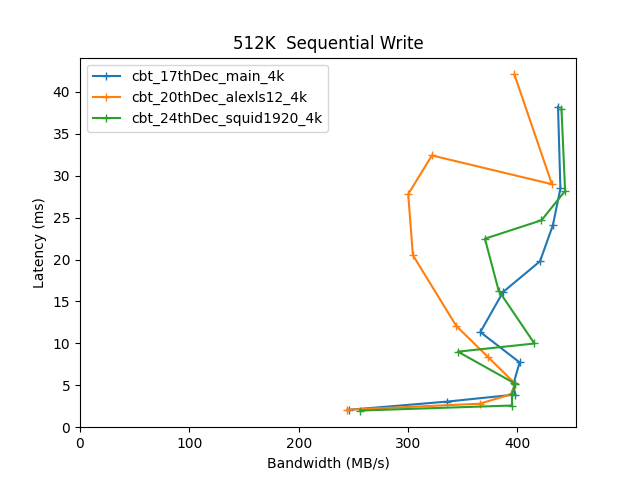 512K  Sequential Write
cbt_17thDec_main_4k
cbt_20thDec_alexls12_4k
cbt_24thDec_squid1920_4k
40
35
30
25
20
15
10
5
0
Latency (ms)
0 100 200 300 400
Bandwidth (MB/s)